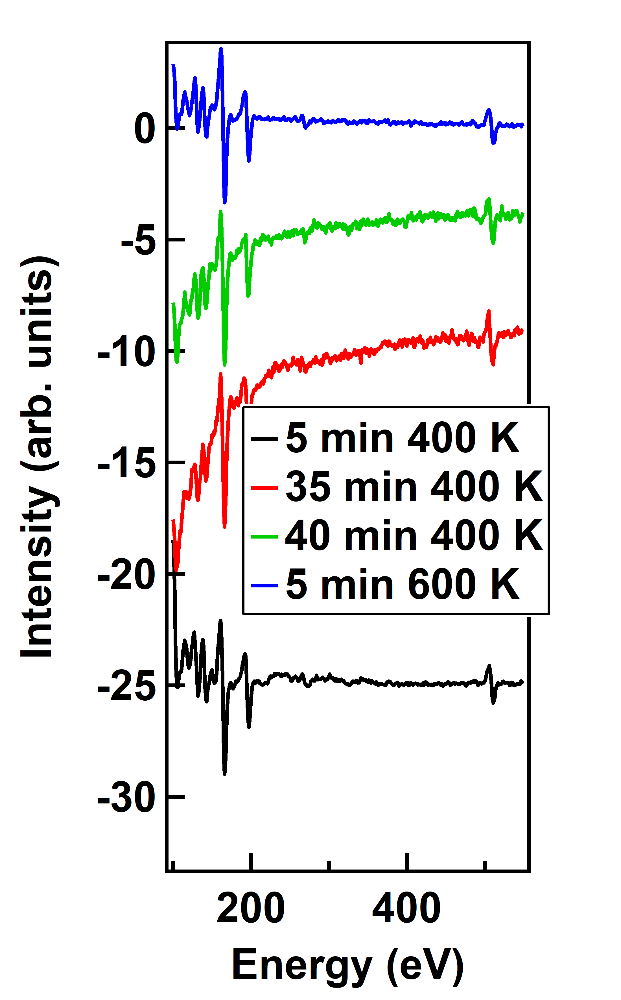 Intensity (arb. units)
0
-5
-10
-15
-20
-25
-30
5 min 400 K
35 min 400 K
40 min 400 K
5 min 600 K
200 400
Energy (eV)